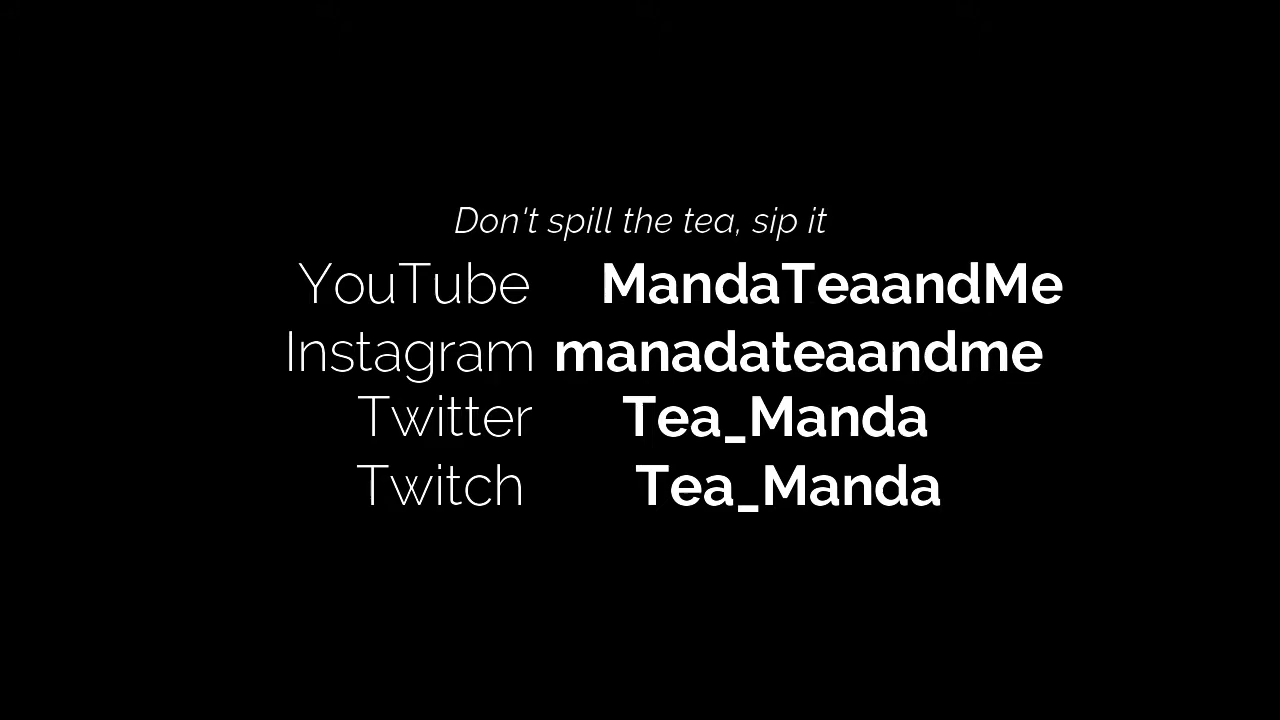 Don't spill the tea, sip it
YouTube MandaTeaandMe
Instagram manadateaandme
Twitter Tea_Manda
Twitch Tea_Manda